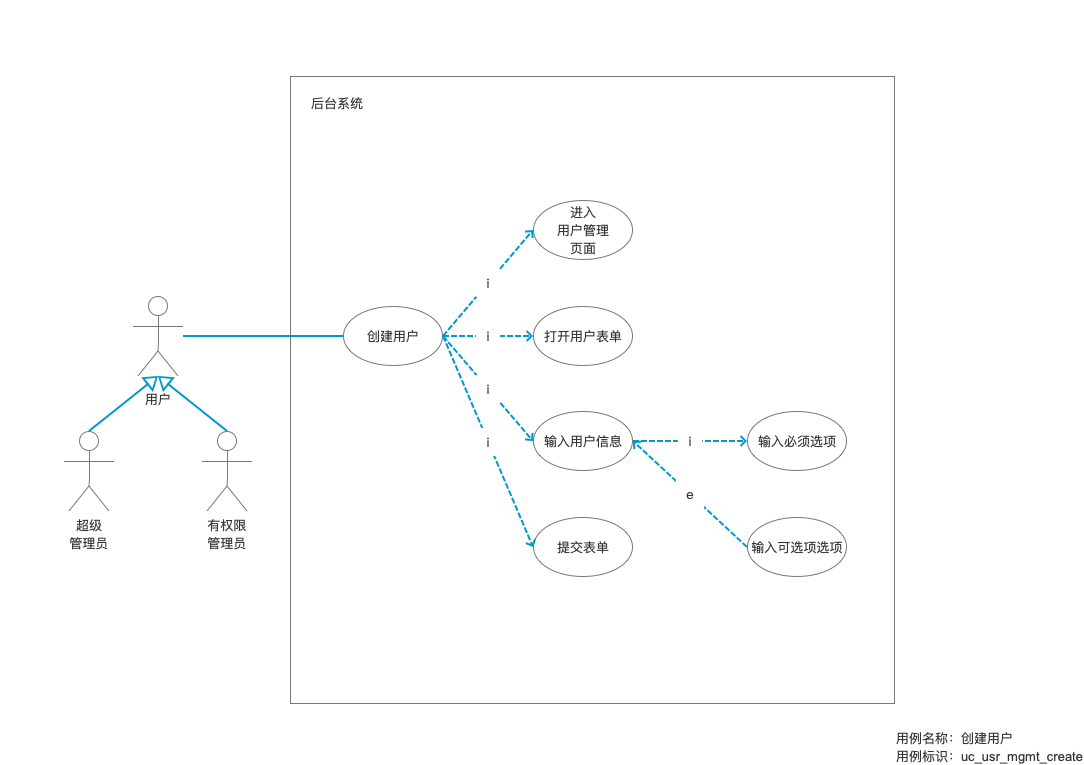 后台系统
进入
用户管理
页面
i
创建用户
i
打开用户表单
i
用户
i
输入用户信息
i
输入必须选项
e
超级
管理员
有权限
管理员
提交表单
输入可选项选项
用例名称：创建用户
用例标识：uc_usr_mgmt_create